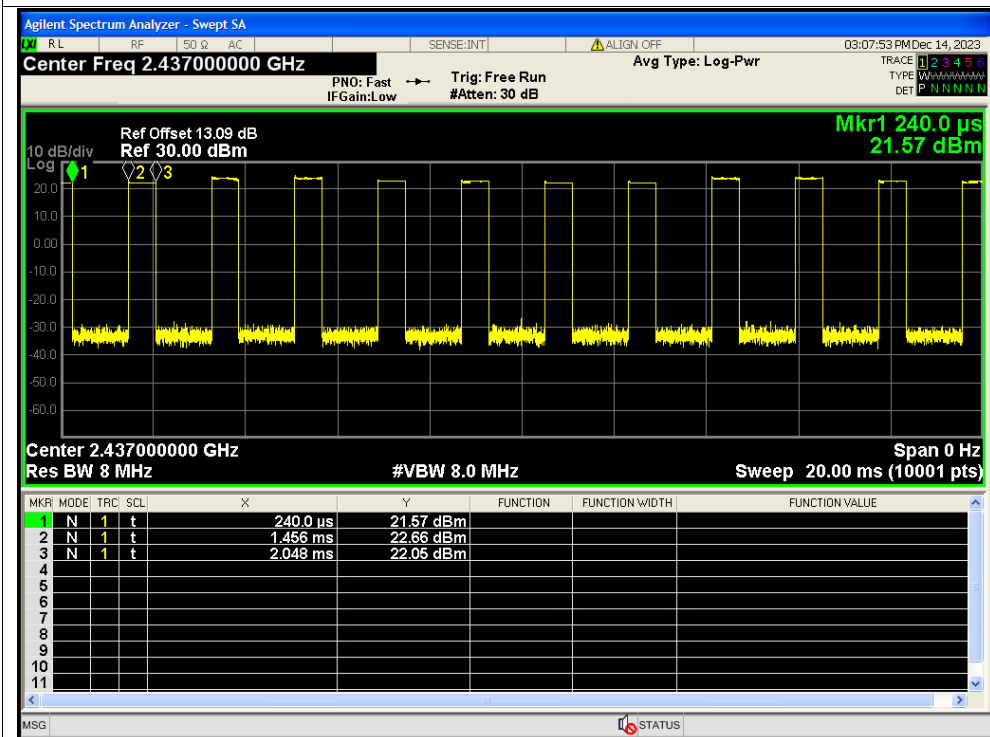 Agilent Spectrum Analyzer - Swept SA
LXI RL RF 50 Ω AC SENSE:INT ALIGN OFF 03:07:53 PM Dec 14, 2023
Center Freq 2.437000000 GHz
PNO: Fast
IFGain:Low
Trig: Free Run
#Atten: 30 dB
Avg Type: Log-Pwr
TRACE 1 2 3 4 5 6
TYPE W
DET P N N N N N
Mkr1 240.0 µs
21.57 dBm
Ref Offset 13.09 dB
10 dB/div Ref 30.00 dBm
Log
1 2 3
20.0
10.0
0.00
-10.0
-20.0
-30.0
-40.0
-50.0
-60.0
Center 2.437000000 GHz Span 0 Hz
Res BW 8 MHz #VBW 8.0 MHz Sweep 20.00 ms (10001 pts)
MKR MODE TRC SCL X Y FUNCTION FUNCTION WIDTH FUNCTION VALUE
1 N 1 t 240.0 µs 21.57 dBm
2 N 1 t 1.456 ms 22.66 dBm
3 N 1 t 2.048 ms 22.05 dBm
4
5
6
7
8
9
10
11
MSG STATUS